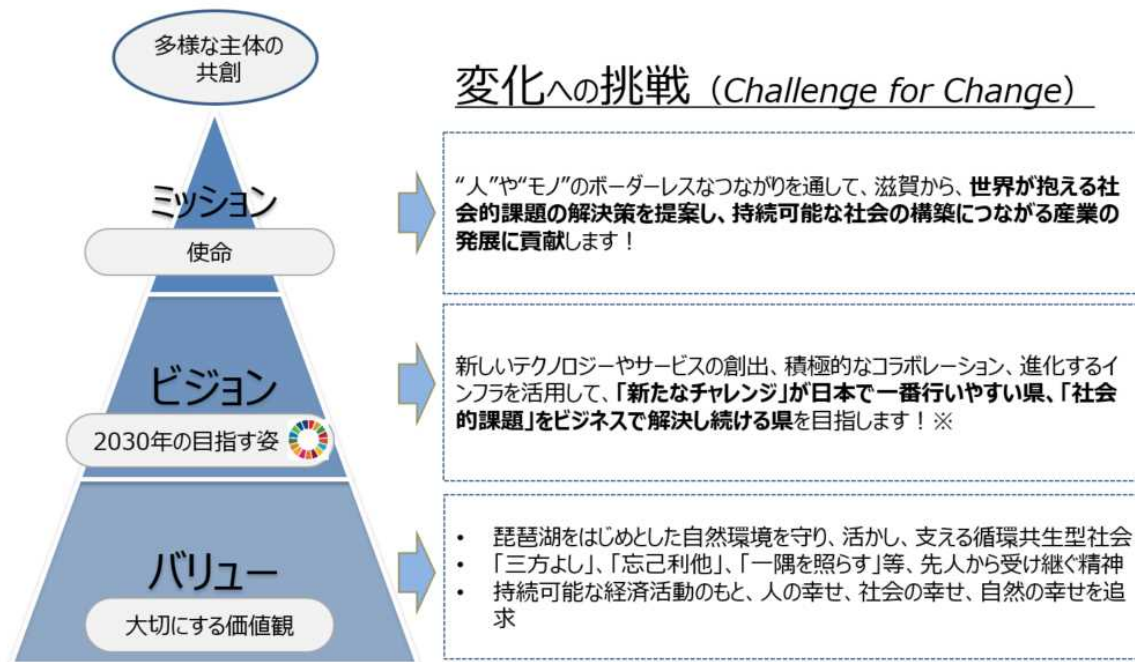 多様な主体の
共創
変化への挑戦（Challenge for Change）
ミッション
使命
“人”や“モノ”のボーダーレスなつながりを通して、滋賀から、世界が抱える社
会的課題の解決策を提案し、持続可能な社会の構築につながる産業の
発展に貢献します！
ビジョン
2030年の目指す姿
新しいテクノロジーやサービスの創出、積極的なコラボレーション、進化するイ
ンフラを活用して、「新たなチャレンジ」が日本で一番行いやすい県、「社会
的課題」をビジネスで解決し続ける県を目指します！※
バリュー
大切にする価値観
• 琵琶湖をはじめとした自然環境を守り、活かし、支える循環共生型社会
• 「三方よし」、「忘己利他」、「一隅を照らす」等、先人から受け継ぐ精神
• 持続可能な経済活動のもと、人の幸せ、社会の幸せ、自然の幸せを追
求